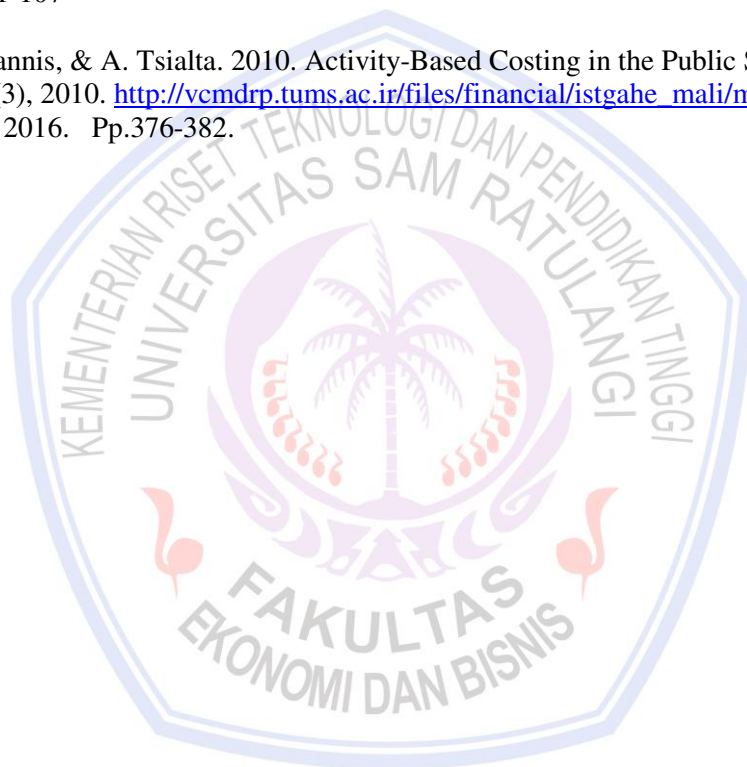 annis, & A. Tsialta. 2010. Activity-Based Costing in the Public S
(3), 2010. http://vcmdrp.tums.ac.ir/files/financial/istgahe_mali/m
2016. Pp.376-382.
KEMENTERIAN RISET TEKNOLOGI DAN PENDIDIKAN TINGGI
UNIVERSITAS SAM RATULANGI
FAKULTAS
EKONOMI DAN BISNIS